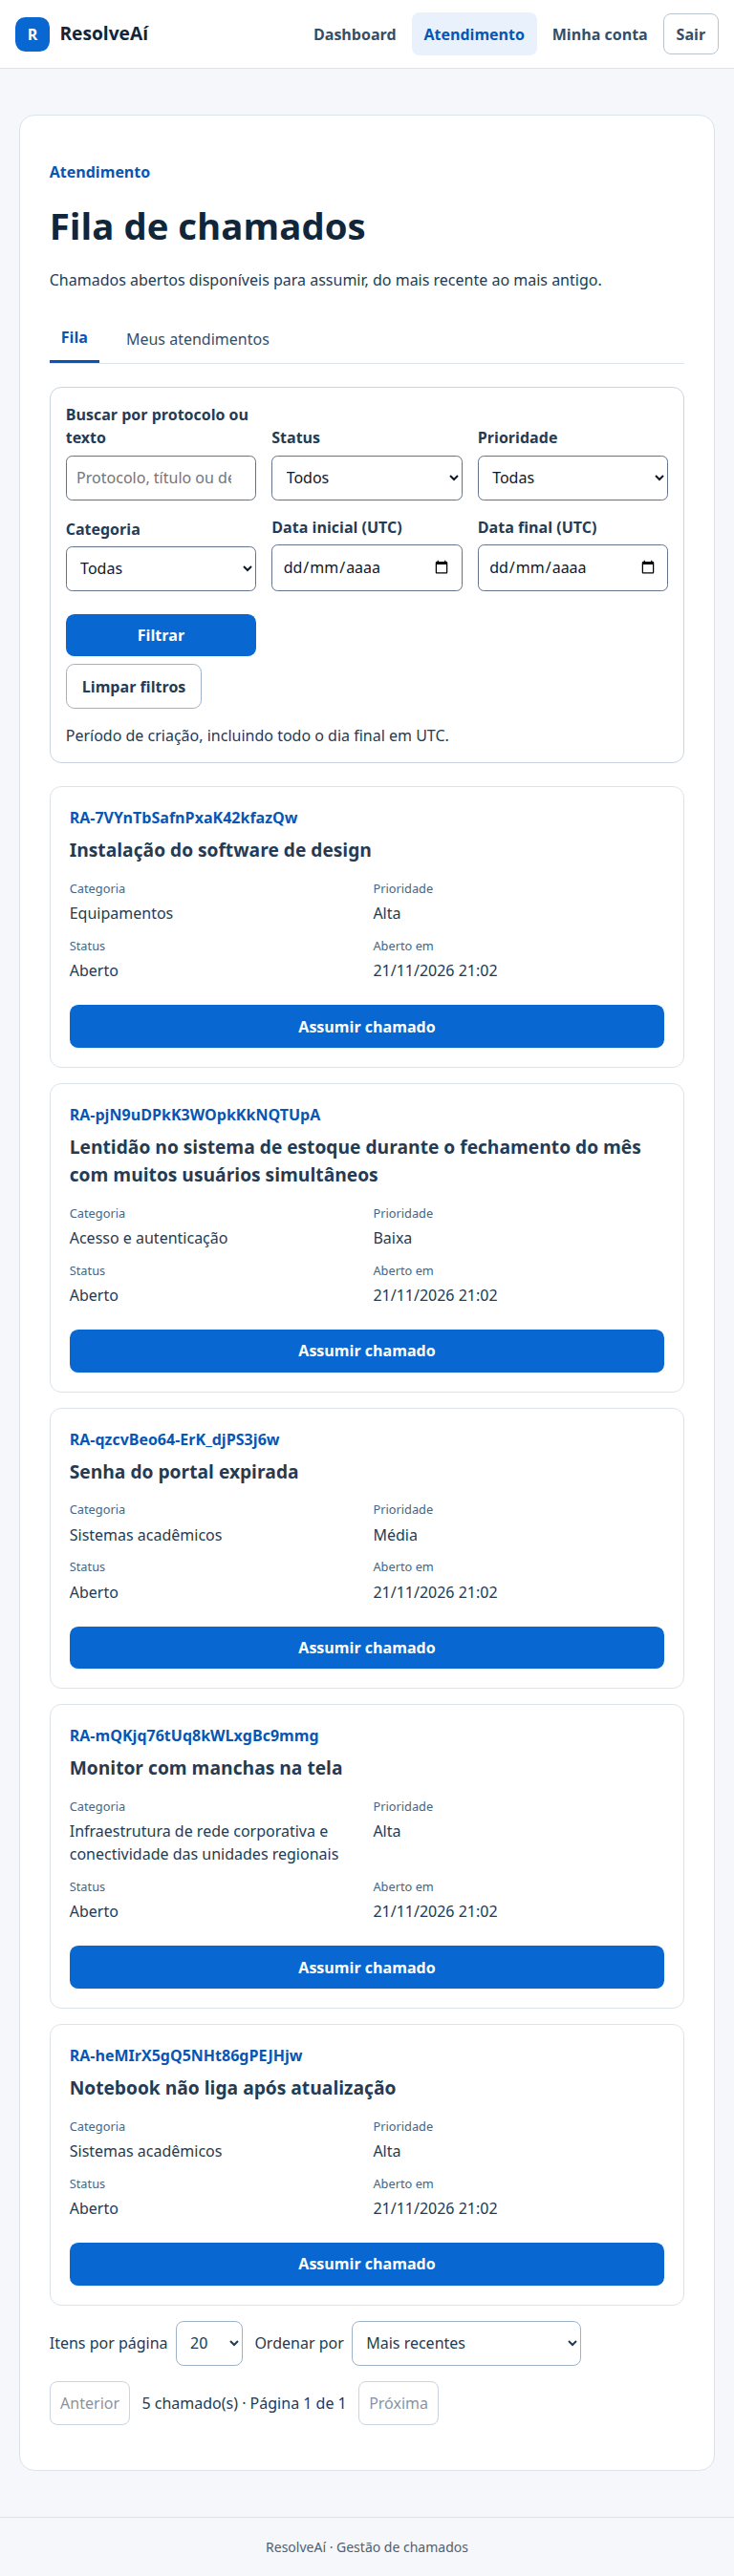 R ResolveAí Dashboard Atendimento Minha conta Sair
Atendimento
Fila de chamados
Chamados abertos disponíveis para assumir, do mais recente ao mais antigo.
Fila Meus atendimentos
Buscar por protocolo ou
texto Status Prioridade
Protocolo, título ou de Todos Todas
Categoria Data inicial (UTC) Data final (UTC)
Todas dd/mm/aaaa dd/mm/aaaa
Filtrar
Limpar filtros
Período de criação, incluindo todo o dia final em UTC.
RA-7VYnTbSafnPxaK42kfazQw
Instalação do software de design
Categoria Prioridade
Equipamentos Alta
Status Aberto em
Aberto 21/11/2026 21:02
Assumir chamado
RA-pjN9uDPkK3WOpkKkNQTUpA
Lentidão no sistema de estoque durante o fechamento do mês
com muitos usuários simultâneos
Categoria Prioridade
Acesso e autenticação Baixa
Status Aberto em
Aberto 21/11/2026 21:02
Assumir chamado
RA-qzcvBeo64-ErK_djPS3j6w
Senha do portal expirada
Categoria Prioridade
Sistemas acadêmicos Média
Status Aberto em
Aberto 21/11/2026 21:02
Assumir chamado
RA-mQKjq76tUq8kWLxgBc9mmg
Monitor com manchas na tela
Categoria Prioridade
Infraestrutura de rede corporativa e Alta
conectividade das unidades regionais
Status Aberto em
Aberto 21/11/2026 21:02
Assumir chamado
RA-heMIrX5gQ5NHt86gPEJHjw
Notebook não liga após atualização
Categoria Prioridade
Sistemas acadêmicos Alta
Status Aberto em
Aberto 21/11/2026 21:02
Assumir chamado
Itens por página 20 Ordenar por Mais recentes
Anterior 5 chamado(s) · Página 1 de 1 Próxima
ResolveAí · Gestão de chamados